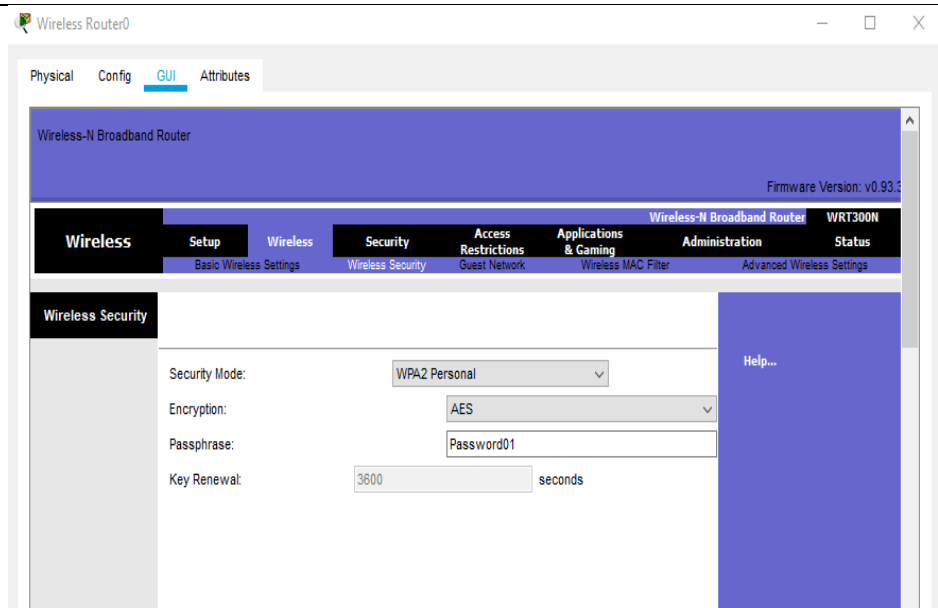 Wireless Router0
Physical Config GUI Attributes
Wireless-N Broadband Router
Firmware Version: v0.93.3
Wireless-N Broadband Router WRT300N
Wireless
Setup Wireless Security Access Restrictions Applications & Gaming Administration Status
Basic Wireless Settings Wireless Security Guest Network Wireless MAC Filter Advanced Wireless Settings
Wireless Security
Help...
Security Mode: WPA2 Personal
Encryption: AES
Passphrase: Password01
Key Renewal: 3600 seconds